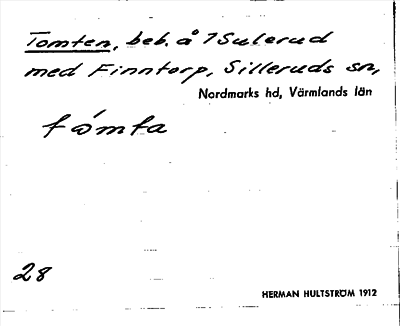 Tomten, beb. å 7 Sulerud
med Finntorp, Silleruds sn,
Nordmarks hd, Värmlands län
tómta
28
HERMAN HULTSTRÖM 1912